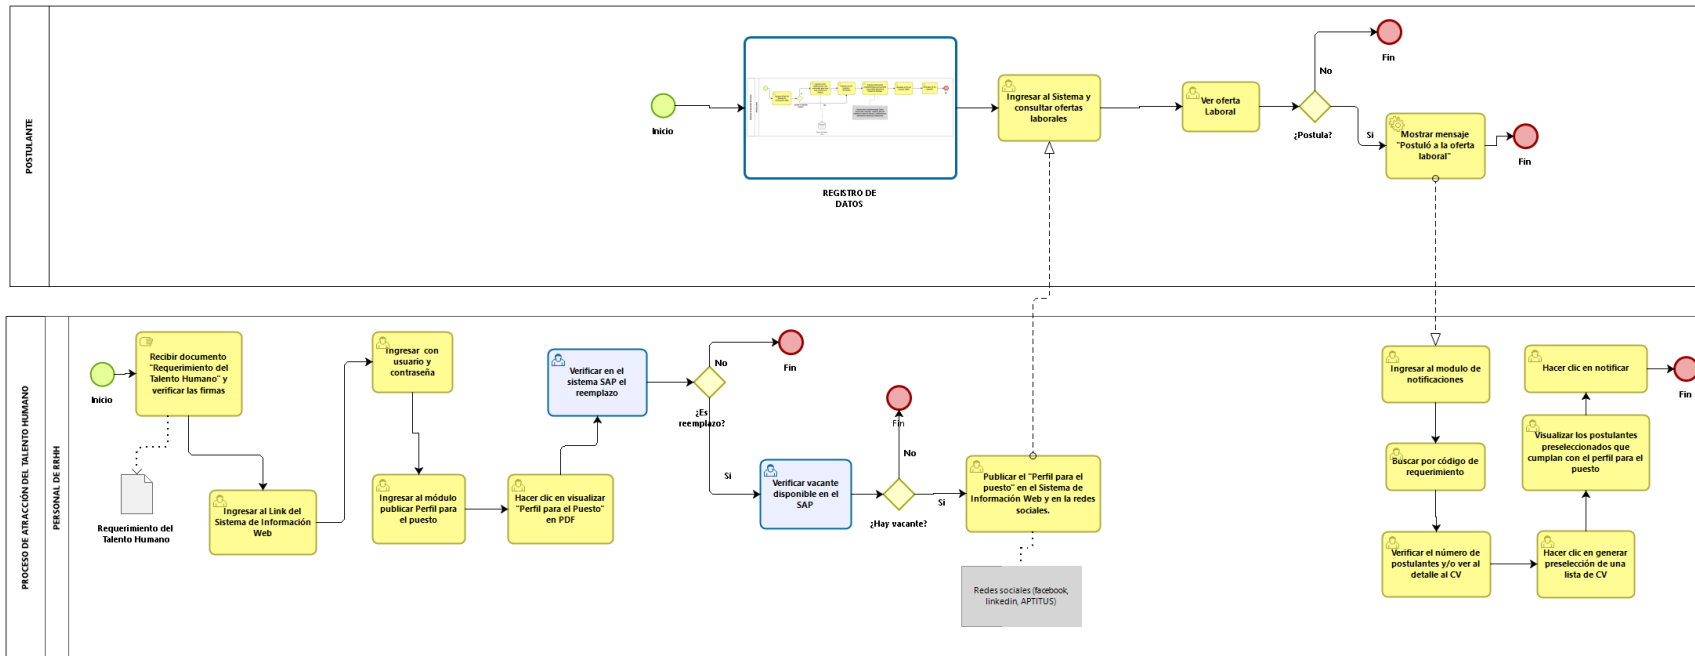 POSTULANTE
Inicio
REGISTRO DE
DATOS
Ingresar al Sistema y
consultar ofertas
laborales
Ver oferta
Laboral
¿Postula?
No
Fin
Si
Mostrar mensaje
"Postuló a la oferta
laboral"
Fin
PROCESO DE ATRACCIÓN DEL TALENTO HUMANO
PERSONAL DE RRHH
Inicio
Recibir documento
"Requerimiento del
Talento Humano" y
verificar las firmas
Requerimiento del
Talento Humano
Ingresar al Link del
Sistema de Información
Web
Ingresar con
usuario y
contraseña
Ingresar al módulo
publicar Perfil para
el puesto
Hacer clic en visualizar
"Perfil para el Puesto"
en PDF
Verificar en el
sistema SAP el
reemplazo
¿Es
reemplazo?
No
Fin
Si
Verificar vacante
disponible en el
SAP
¿Hay vacante?
No
Fin
Si
Publicar el "Perfil para el
puesto" en el Sistema de
Información Web y en la redes
sociales.
Redes sociales (facebook,
linkedin, APTITUS)
Ingresar al modulo de
notificaciones
Buscar por código de
requerimiento
Verificar el número de
postulantes y/o ver al
detalle al CV
Hacer clic en generar
preselección de una
lista de CV
Visualizar los postulantes
preseleccionados que
cumplan con el perfil para el
puesto
Hacer clic en notificar
Fin